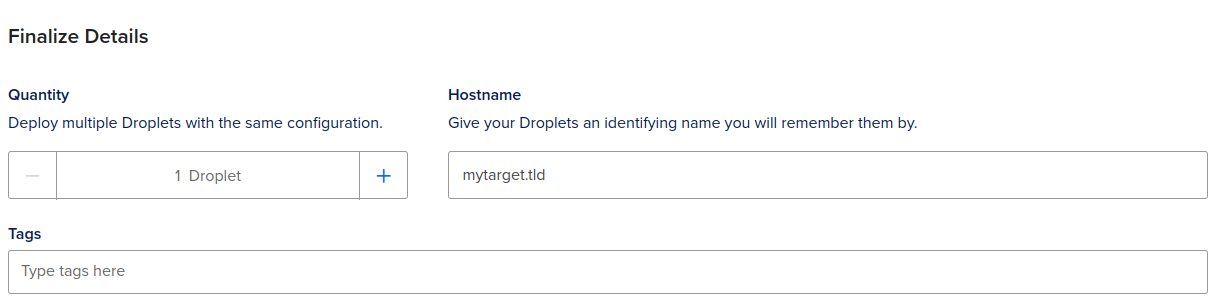 Finalize Details
Quantity
Deploy multiple Droplets with the same configuration.
1 Droplet
Hostname
Give your Droplets an identifying name you will remember them by.
mytarget.tld
Tags
Type tags here